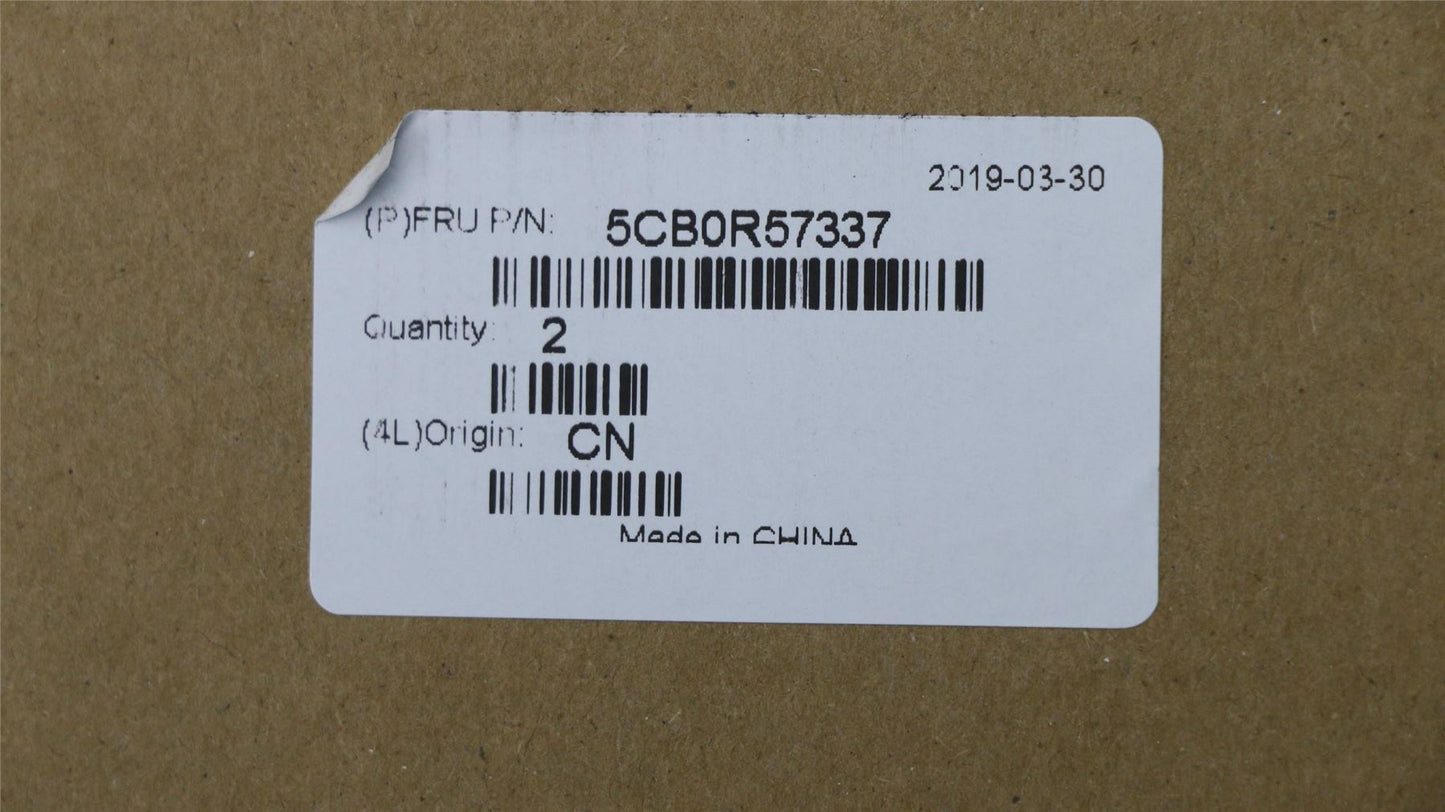 2019-03-30
(P)FRU P/N: 5CB0R57337
Quantity: 2
(4L)Origin: CN
Made in CHINA